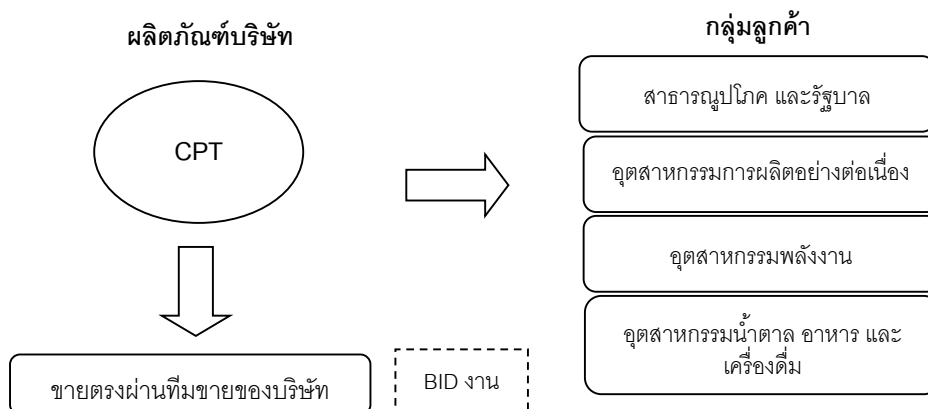 ผลิตภัณฑ์บริษัท
CPT
ขายตรงผ่านทีมขายของบริษัท
BID งาน
กลุ่มลูกค้า
สาธารณูปโภค และรัฐบาล
อุตสาหกรรมการผลิตอย่างต่อเนื่อง
อุตสาหกรรมพลังงาน
อุตสาหกรรมน้ำตาล อาหาร และ
เครื่องดื่ม